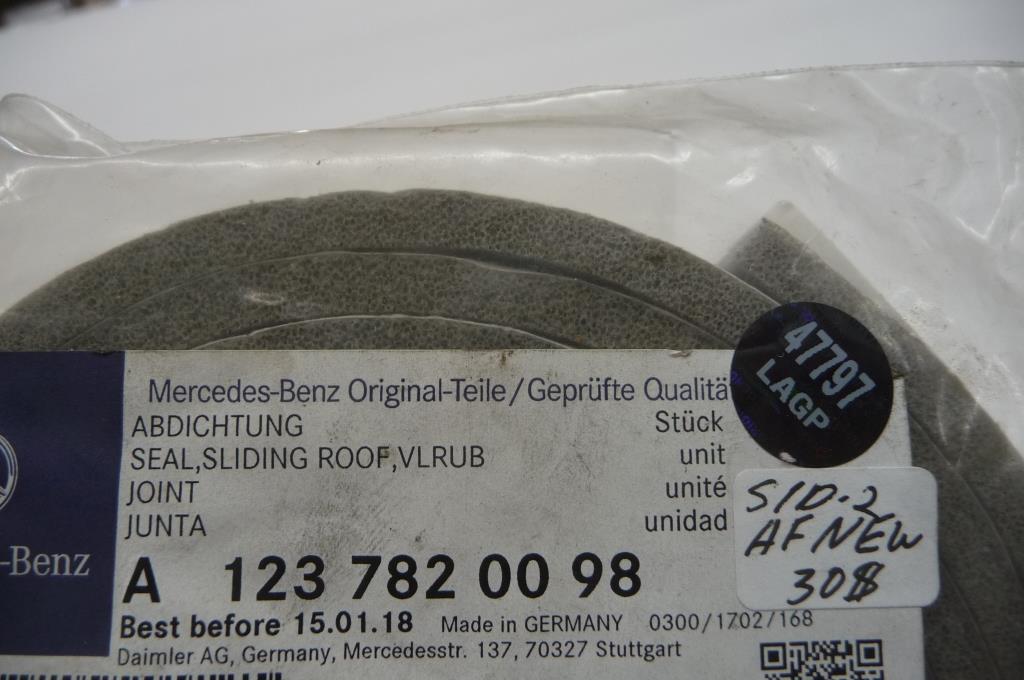 Mercedes-Benz Original-Teile/Geprüfte Qualitä
ABDICHTUNG Stück
SEAL,SLIDING ROOF,VLRUB unit
JOINT unité
JUNTA unidad
A 123 782 00 98
Best before 15.01.18 Made in GERMANY 0300/1702/168
Daimler AG, Germany, Mercedesstr. 137, 70327 Stuttgart
-Benz
47797
LAGP
S/D-2
AF NEW
30$